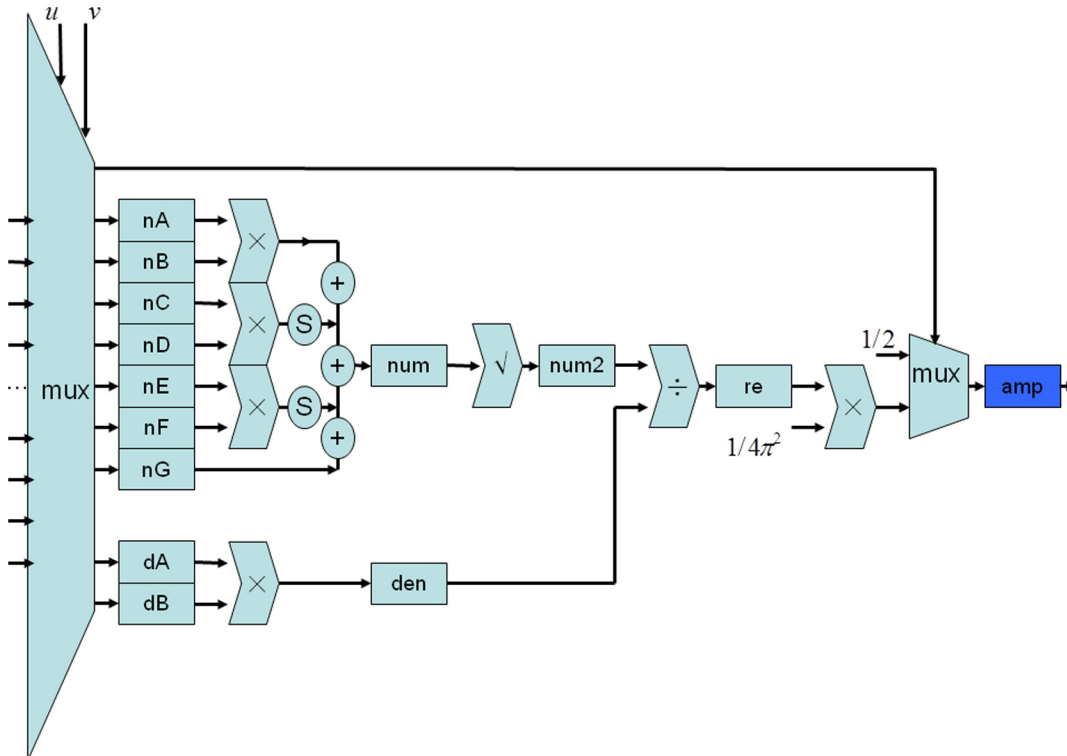 u v
nA
×
nB
+
nC
× S
nD
1/2
... mux nE + num √ num2 ÷ re mux amp
× S ×
nF
+
1/4π²
nG
dA
× den
dB